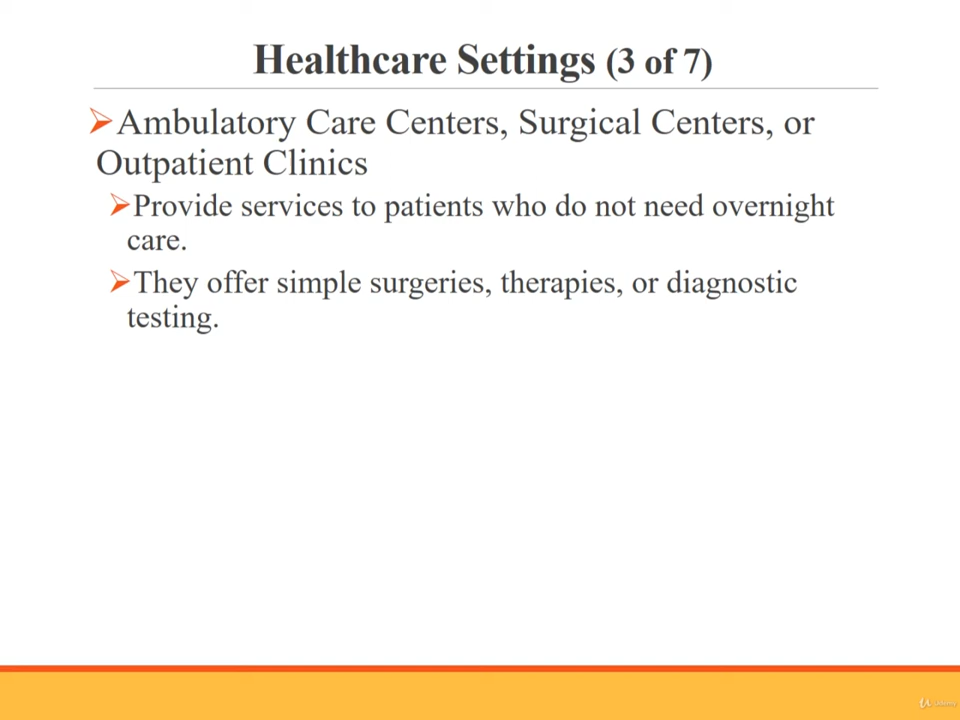 Healthcare Settings (3 of 7)
Ambulatory Care Centers, Surgical Centers, or
Outpatient Clinics
Provide services to patients who do not need overnight
care.
They offer simple surgeries, therapies, or diagnostic
testing.
Udemy